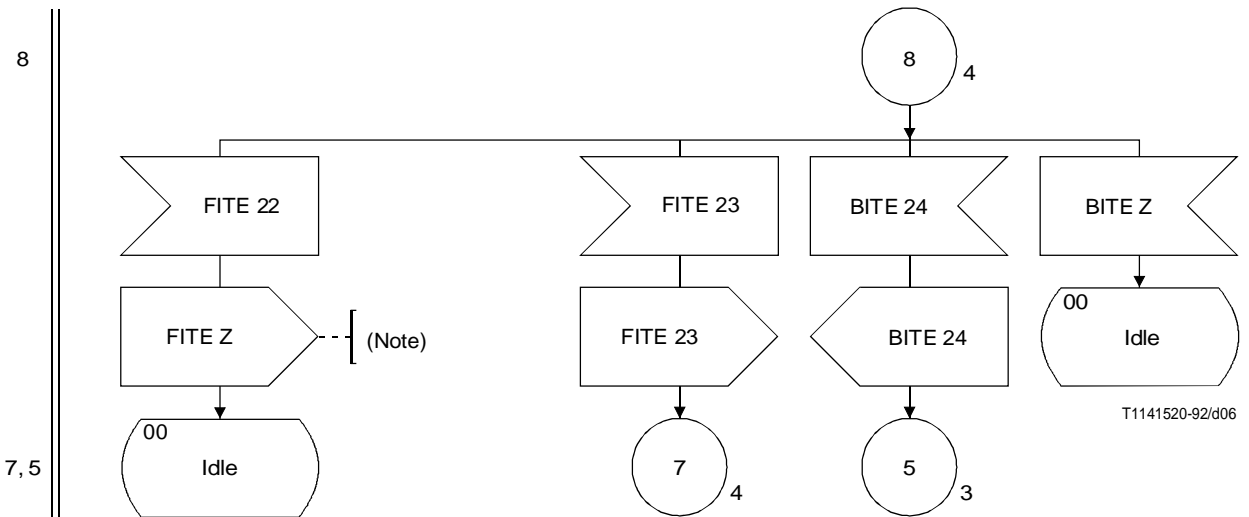 8
8
4
FITE 22
FITE 23
BITE 24
BITE Z
FITE Z
(Note)
FITE 23
BITE 24
00
Idle
T1141520-92/d06
00
Idle
7, 5
7
4
5
3